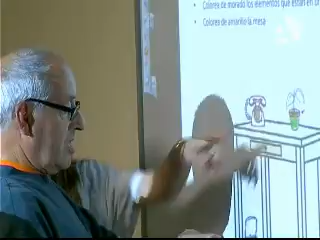 • Colorea de morado los elementos que están en
• Colorea de amarillo la mesa